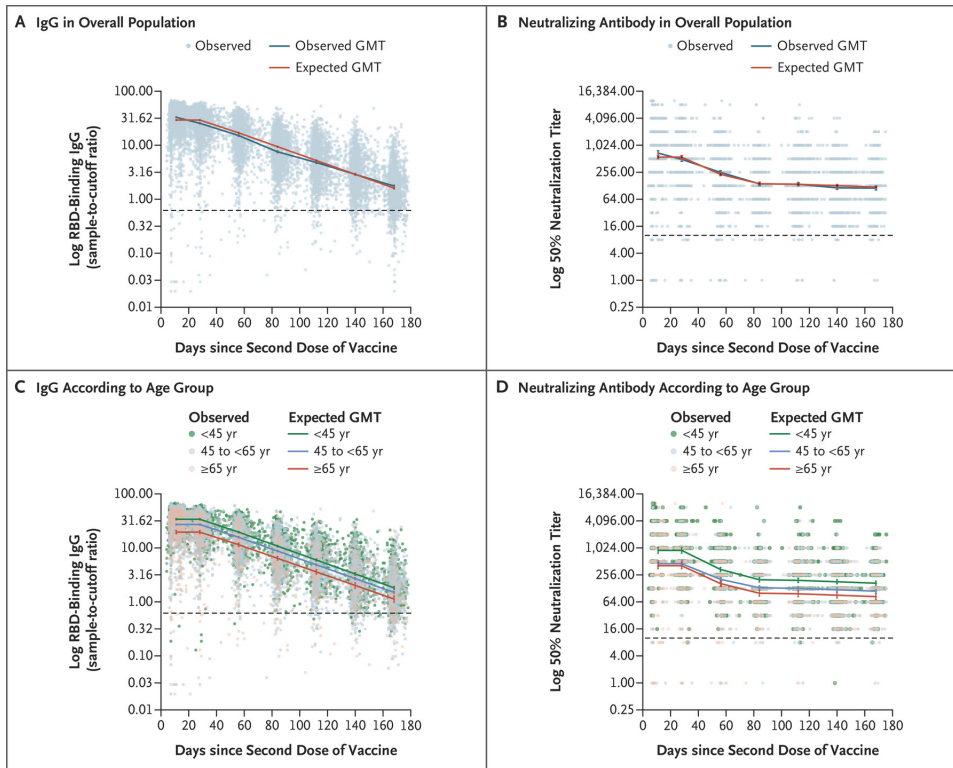 A IgG in Overall Population
Observed
Observed GMT
Expected GMT
Log RBD-Binding IgG
(sample-to-cutoff ratio)
100.00
31.62
10.00
3.16
1.00
0.32
0.10
0.03
0.01
0 20 40 60 80 100 120 140 160 180
Days since Second Dose of Vaccine
B Neutralizing Antibody in Overall Population
Observed
Observed GMT
Expected GMT
Log 50% Neutralization Titer
16,384.00
4,096.00
1,024.00
256.00
64.00
16.00
4.00
1.00
0.25
0 20 40 60 80 100 120 140 160 180
Days since Second Dose of Vaccine
C IgG According to Age Group
Observed Expected GMT
<45 yr <45 yr
45 to <65 yr 45 to <65 yr
≥65 yr ≥65 yr
Log RBD-Binding IgG
(sample-to-cutoff ratio)
100.00
31.62
10.00
3.16
1.00
0.32
0.10
0.03
0.01
0 20 40 60 80 100 120 140 160 180
Days since Second Dose of Vaccine
D Neutralizing Antibody According to Age Group
Observed Expected GMT
<45 yr <45 yr
45 to <65 yr 45 to <65 yr
≥65 yr ≥65 yr
Log 50% Neutralization Titer
16,384.00
4,096.00
1,024.00
256.00
64.00
16.00
4.00
1.00
0.25
0 20 40 60 80 100 120 140 160 180
Days since Second Dose of Vaccine